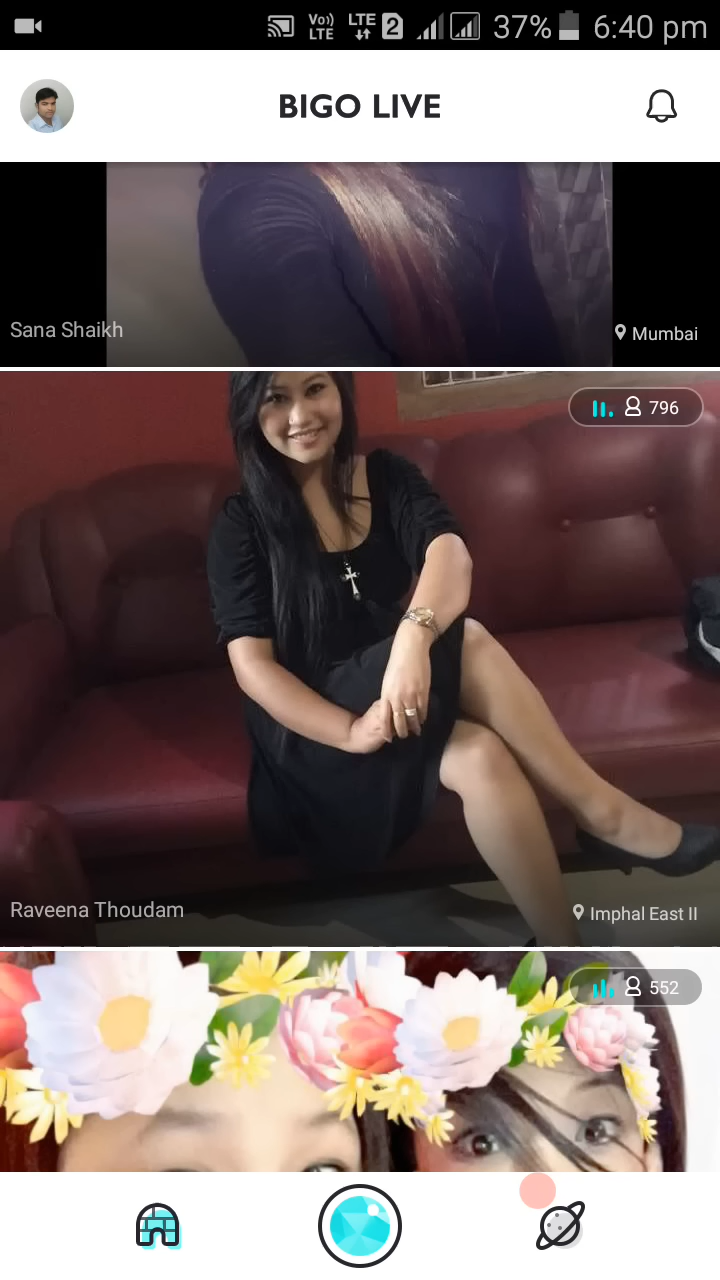 Vo))
LTE
LTE
2
37%
6:40 pm
BIGO LIVE
Sana Shaikh
Mumbai
796
Raveena Thoudam
Imphal East II
552